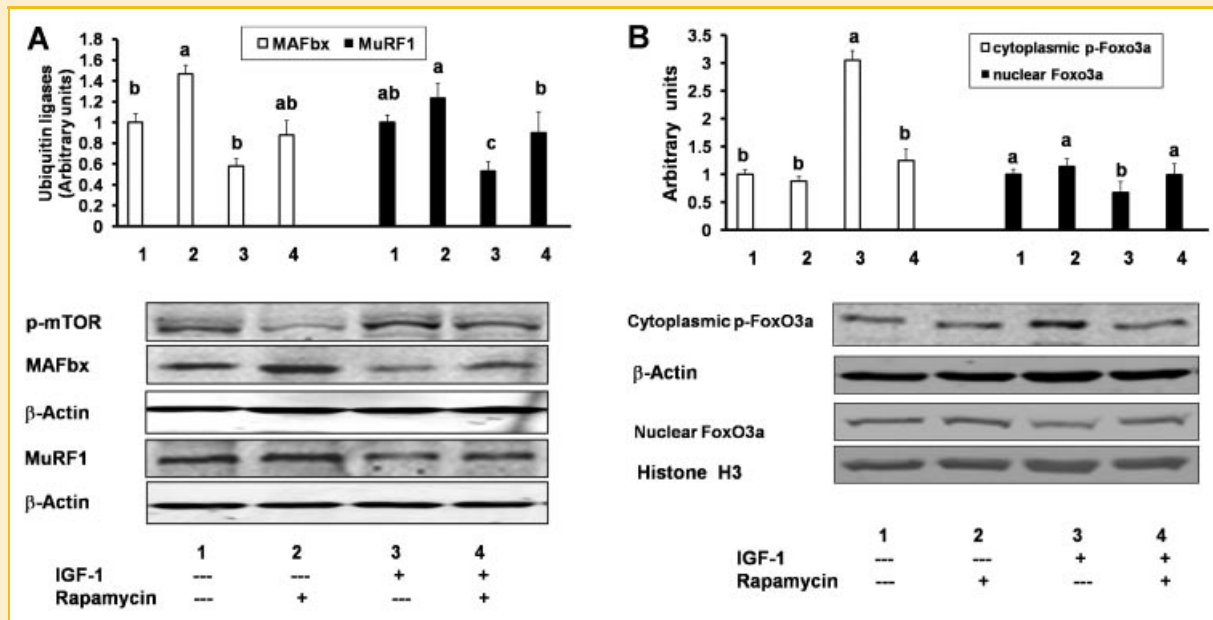 A
MAFbx MuRF1
Ubiquitin ligases
(Arbitrary units)
1.8
1.6
1.4
1.2
1
0.8
0.6
0.4
0.2
0
b a b ab ab a c b
1 2 3 4 1 2 3 4
p-mTOR
MAFbx
β-Actin
MuRF1
β-Actin
1 2 3 4
IGF-1 --- --- + +
Rapamycin --- + --- +
B
cytoplasmic p-Foxo3a
nuclear Foxo3a
Arbitrary units
3.5
3
2.5
2
1.5
1
0.5
0
b b a b a a b a
1 2 3 4 1 2 3 4
Cytoplasmic p-FoxO3a
β-Actin
Nuclear FoxO3a
Histone H3
1 2 3 4
IGF-1 --- --- + +
Rapamycin --- + --- +